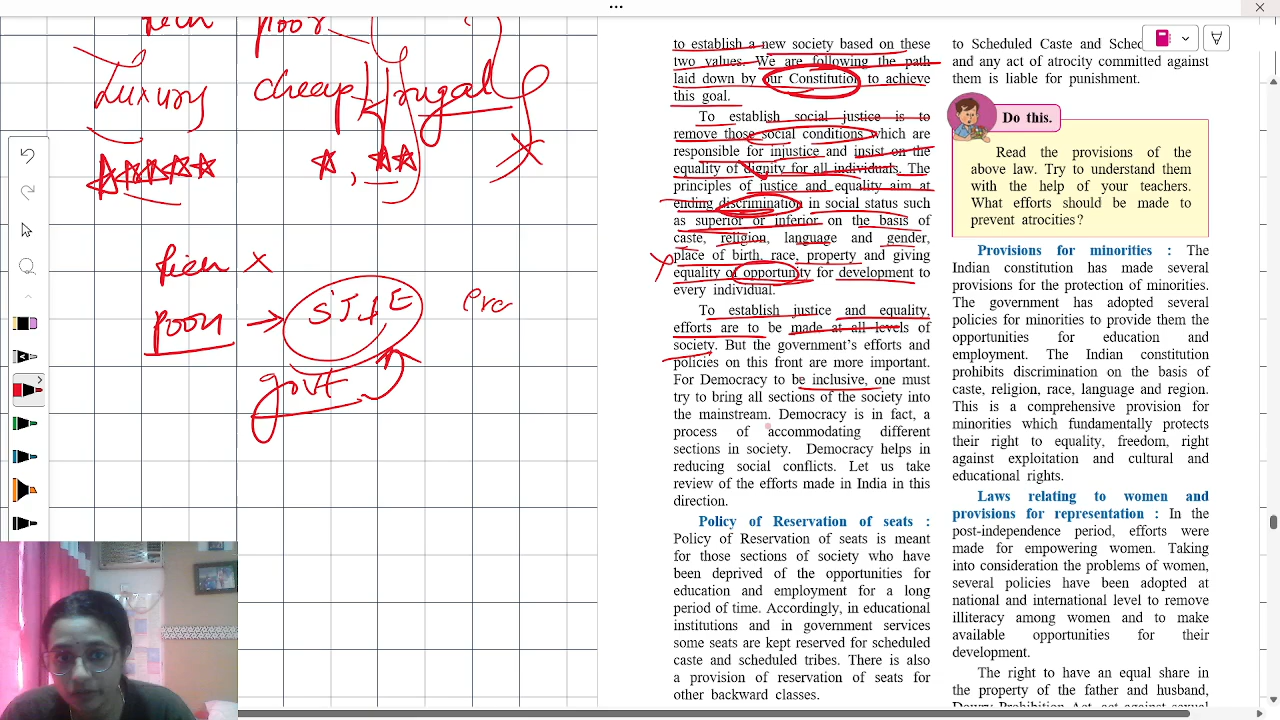 rich poor
Luxury cheap frugal
rich x
poor → SJ&E
govt
to establish a new society based on these
two values. We are following the path
laid down by our Constitution to achieve
this goal.
To establish social justice is to
remove those social conditions which are
responsible for injustice and insist on the
equality of dignity for all individuals. The
principles of justice and equality aim at
ending discrimination in social status such
as superior or inferior on the basis of
caste, religion, language and gender,
place of birth, race, property and giving
equality of opportunity for development to
every individual.
To establish justice and equality,
efforts are to be made at all levels of
society. But the government's efforts and
policies on this front are more important.
For Democracy to be inclusive, one must
try to bring all sections of the society into
the mainstream. Democracy is in fact, a
process of accommodating different
sections in society. Democracy helps in
reducing social conflicts. Let us take
review of the efforts made in India in this
direction.
Policy of Reservation of seats :
Policy of Reservation of seats is meant
for those sections of society who have
been deprived of the opportunities for
education and employment for a long
period of time. Accordingly, in educational
institutions and in government services
some seats are kept reserved for scheduled
caste and scheduled tribes. There is also
a provision of reservation of seats for
other backward classes.
to Scheduled Caste and
and any act of atrocity committed against
them is liable for punishment.
Do this.
Read the provisions of the
above law. Try to understand them
with the help of your teachers.
What efforts should be made to
prevent atrocities?
Provisions for minorities : The
Indian constitution has made several
provisions for the protection of minorities.
The government has adopted several
policies for minorities to provide them the
opportunities for education and
employment. The Indian constitution
prohibits discrimination on the basis of
caste, religion, race, language and region.
This is a comprehensive provision for
minorities which fundamentally protects
their right to equality, freedom, right
against exploitation and cultural and
educational rights.
Laws relating to women and
provisions for representation : In the
post-independence period, efforts were
made for empowering women. Taking
into consideration the problems of women,
several policies have been adopted at
national and international level to remove
illiteracy among women and to make
available opportunities for their
development.
The right to have an equal share in
the property of the father and husband,
Dowry Prohibition Act, act against sexual